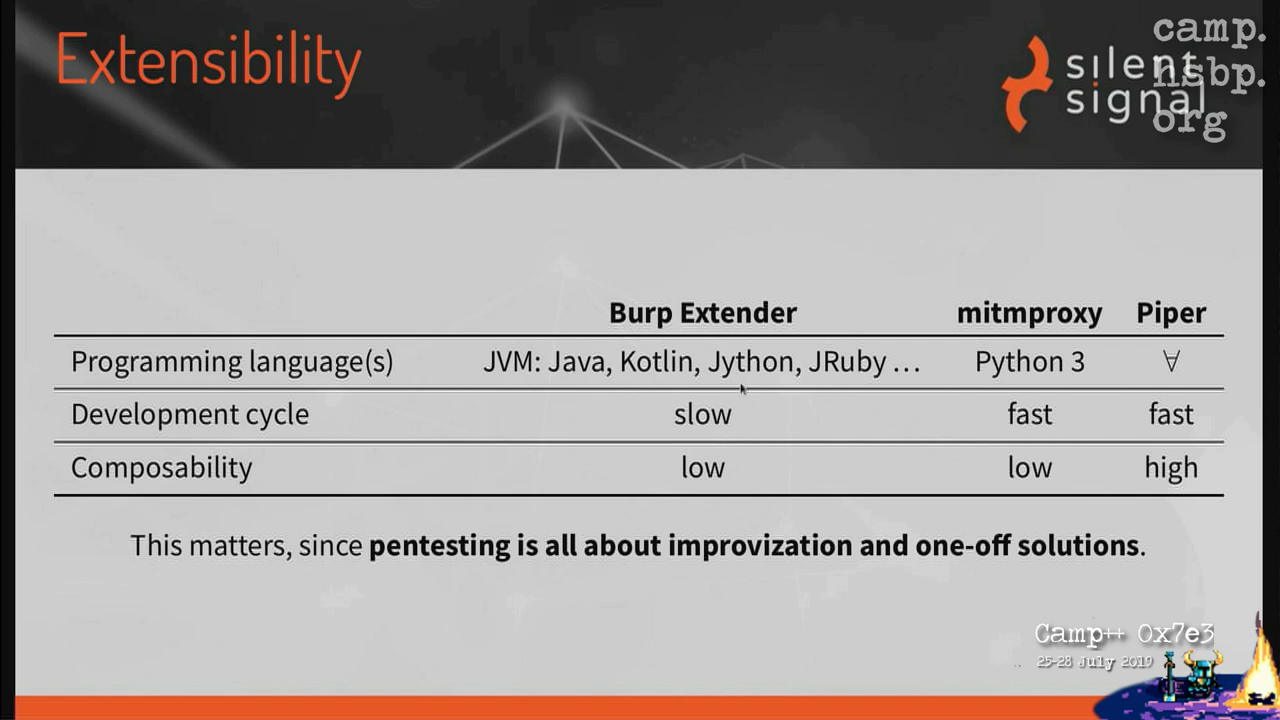 Extensibility
silent
signal
camp.
hsbp.
org
Burp Extender mitmproxy Piper
Programming language(s) JVM: Java, Kotlin, Jython, JRuby … Python 3 ∀
Development cycle slow fast fast
Composability low low high
This matters, since pentesting is all about improvization and one-off solutions.
Camp++ 0x7e3
25-28 July 2019